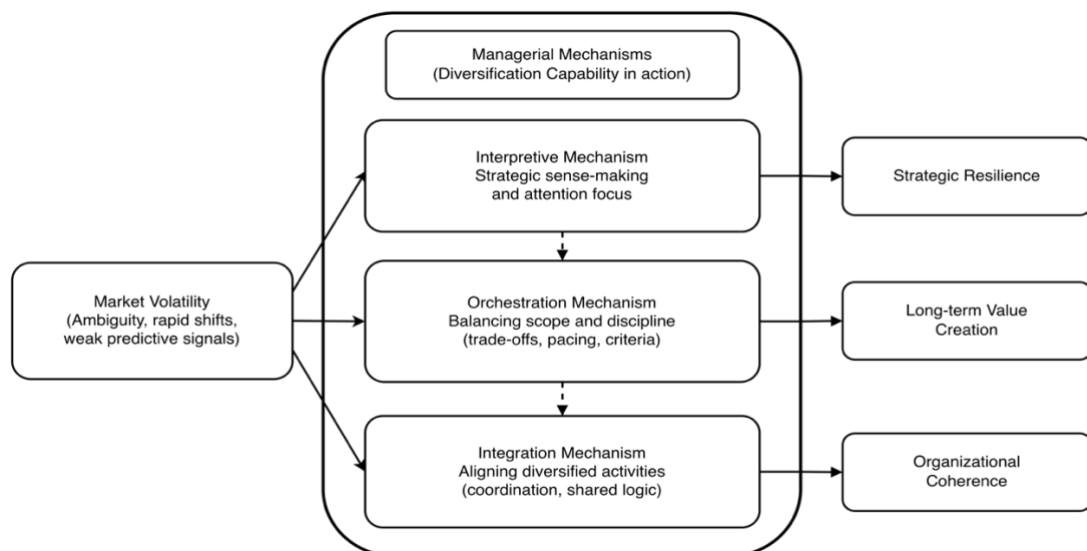 Managerial Mechanisms
(Diversification Capability in action)
Interpretive Mechanism
Strategic sense-making
and attention focus
Strategic Resilience
Market Volatility
(Ambiguity, rapid shifts,
weak predictive signals)
Orchestration Mechanism
Balancing scope and discipline
(trade-offs, pacing, criteria)
Long-term Value
Creation
Integration Mechanism
Aligning diversified activities
(coordination, shared logic)
Organizational
Coherence